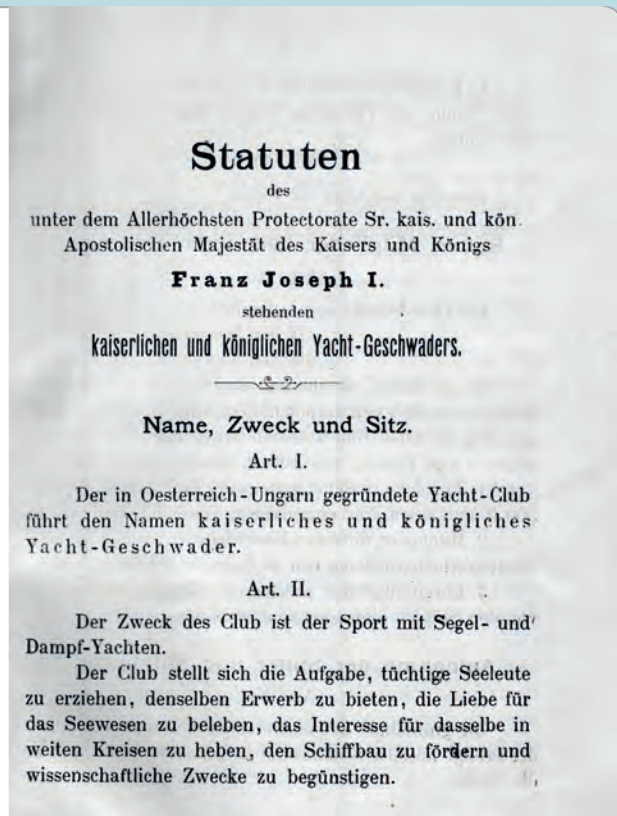 Statuten
des
unter dem Allerhöchsten Protectorate Sr. kais. und kön.
Apostolischen Majestät des Kaisers und Königs
Franz Joseph I.
stehenden
kaiserlichen und königlichen Yacht-Geschwaders.
Name, Zweck und Sitz.
Art. I.
Der in Oesterreich-Ungarn gegründete Yacht-Club
führt den Namen kaiserliches und königliches
Yacht-Geschwader.
Art. II.
Der Zweck des Club ist der Sport mit Segel- und
Dampf-Yachten.
Der Club stellt sich die Aufgabe, tüchtige Seeleute
zu erziehen, denselben Erwerb zu bieten, die Liebe für
das Seewesen zu beleben, das Interesse für dasselbe in
weiten Kreisen zu heben, den Schiffbau zu fördern und
wissenschaftliche Zwecke zu begünstigen.